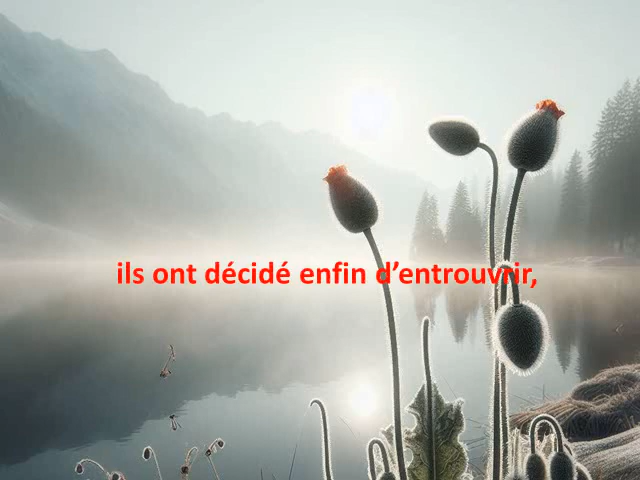 ils ont décidé enfin d’entrouvrir,